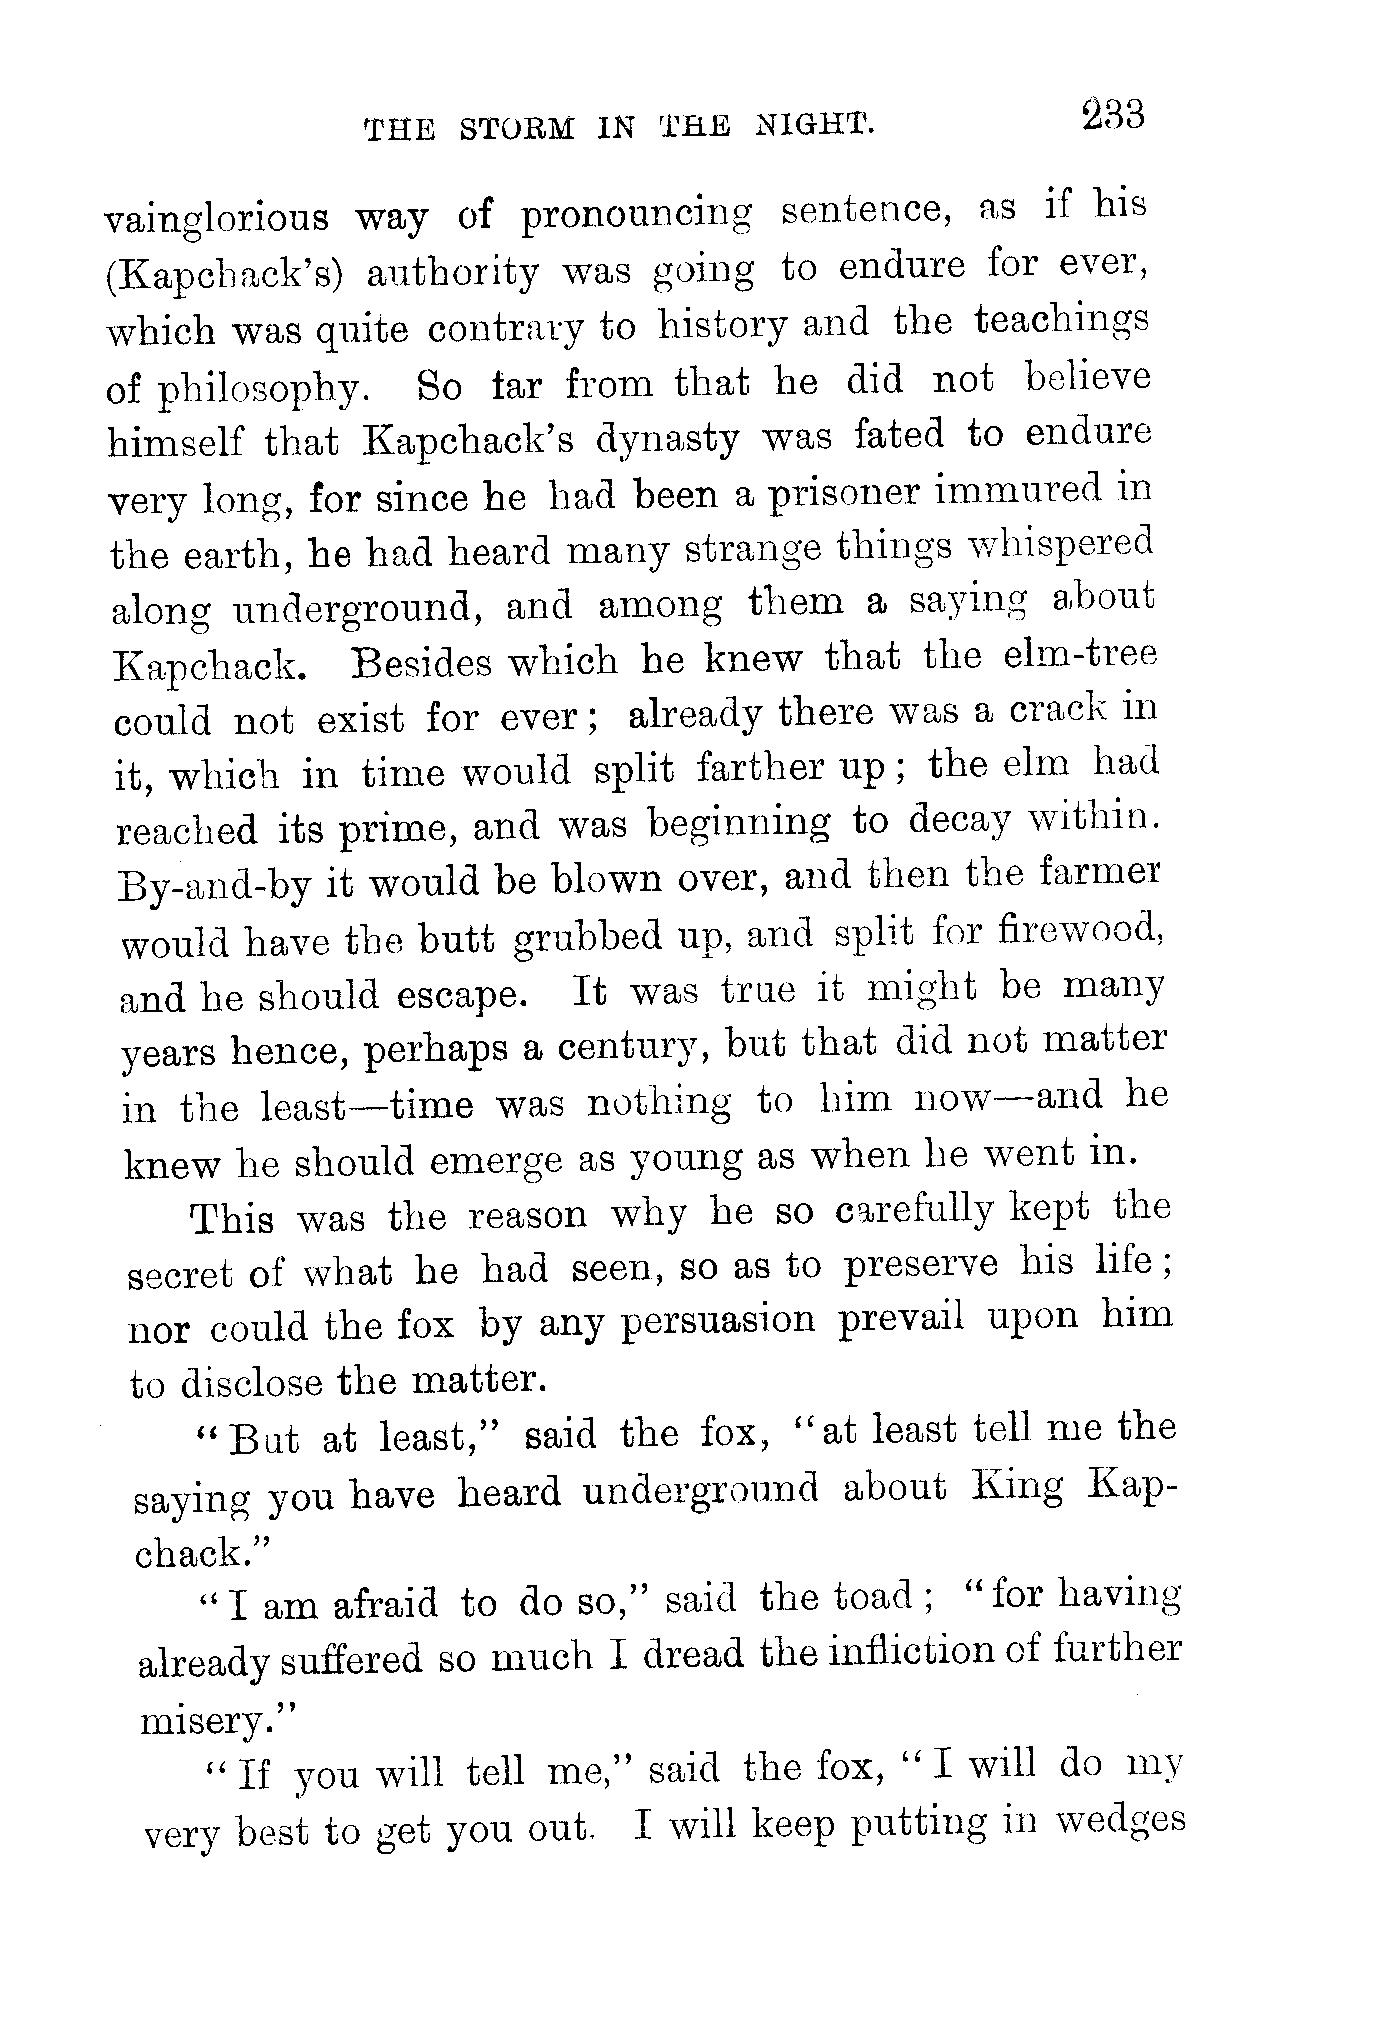 THE STORM IN THE NIGHT. 233
vainglorious way of pronouncing sentence, as if his
(Kapchack's) authority was going to endure for ever,
which was quite contrary to history and the teachings
of philosophy. So far from that he did not believe
himself that Kapchack's dynasty was fated to endure
very long, for since he had been a prisoner immured in
the earth, he had heard many strange things whispered
along underground, and among them a saying about
Kapchack. Besides which he knew that the elm-tree
could not exist for ever; already there was a crack in
it, which in time would split farther up; the elm had
reached its prime, and was beginning to decay within.
By-and-by it would be blown over, and then the farmer
would have the butt grubbed up, and split for firewood,
and he should escape. It was true it might be many
years hence, perhaps a century, but that did not matter
in the least—time was nothing to him now—and he
knew he should emerge as young as when he went in.
This was the reason why he so carefully kept the
secret of what he had seen, so as to preserve his life;
nor could the fox by any persuasion prevail upon him
to disclose the matter.
"But at least," said the fox, "at least tell me the
saying you have heard underground about King Kap-
chack."
"I am afraid to do so," said the toad; "for having
already suffered so much I dread the infliction of further
misery."
"If you will tell me," said the fox, "I will do my
very best to get you out. I will keep putting in wedges